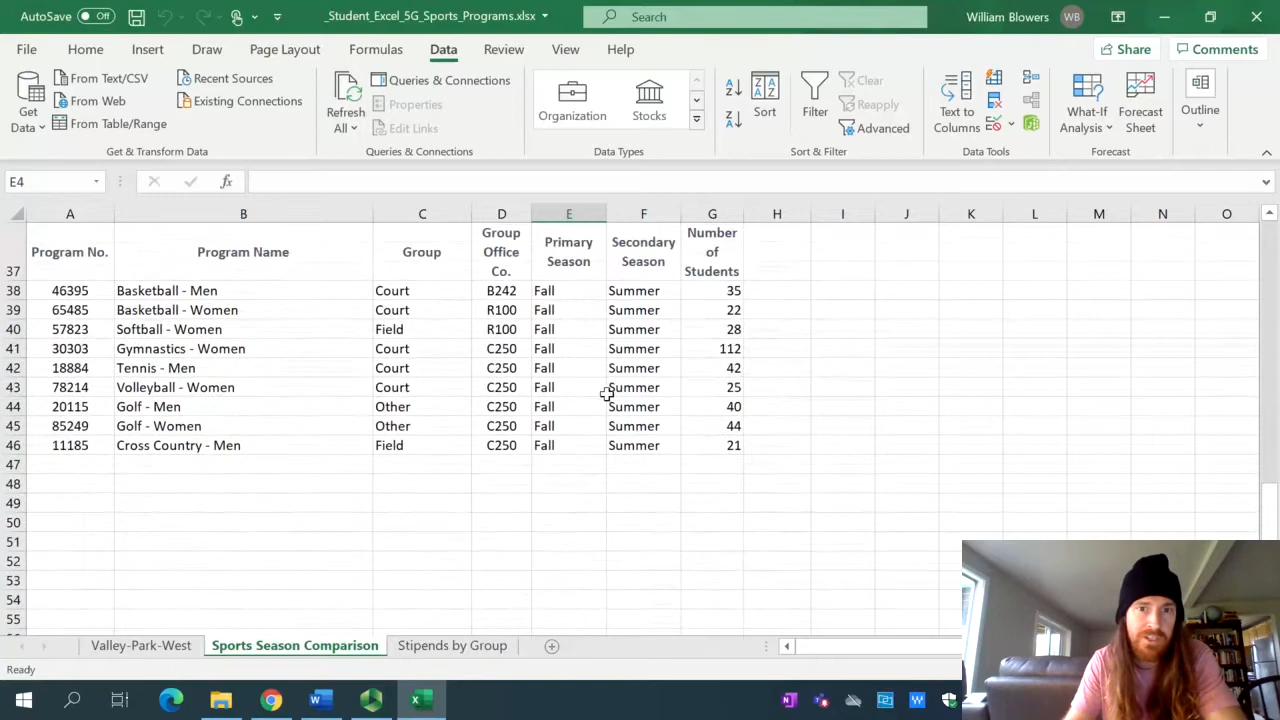 AutoSave Off _Student_Excel_5G_Sports_Programs.xlsx Search William Blowers WB
File Home Insert Draw Page Layout Formulas Data Review View Help Share Comments
Get Data
From Text/CSV
From Web
From Table/Range
Recent Sources
Existing Connections
Get & Transform Data
Refresh All
Queries & Connections
Properties
Edit Links
Queries & Connections
Organization Stocks
Data Types
Sort
Filter
Clear
Reapply
Advanced
Sort & Filter
Text to Columns
Data Tools
What-If Analysis
Forecast Sheet
Forecast
Outline
E4 fx
A B C D E F G H I J K L M N O
37 Program No. Program Name Group Group Office Co. Primary Season Secondary Season Number of Students
38 46395 Basketball - Men Court B242 Fall Summer 35
39 65485 Basketball - Women Court R100 Fall Summer 22
40 57823 Softball - Women Field R100 Fall Summer 28
41 30303 Gymnastics - Women Court C250 Fall Summer 112
42 18884 Tennis - Men Court C250 Fall Summer 42
43 78214 Volleyball - Women Court C250 Fall Summer 25
44 20115 Golf - Men Other C250 Fall Summer 40
45 85249 Golf - Women Other C250 Fall Summer 44
46 11185 Cross Country - Men Field C250 Fall Summer 21
47
48
49
50
51
52
53
54
55
Valley-Park-West Sports Season Comparison Stipends by Group
Ready